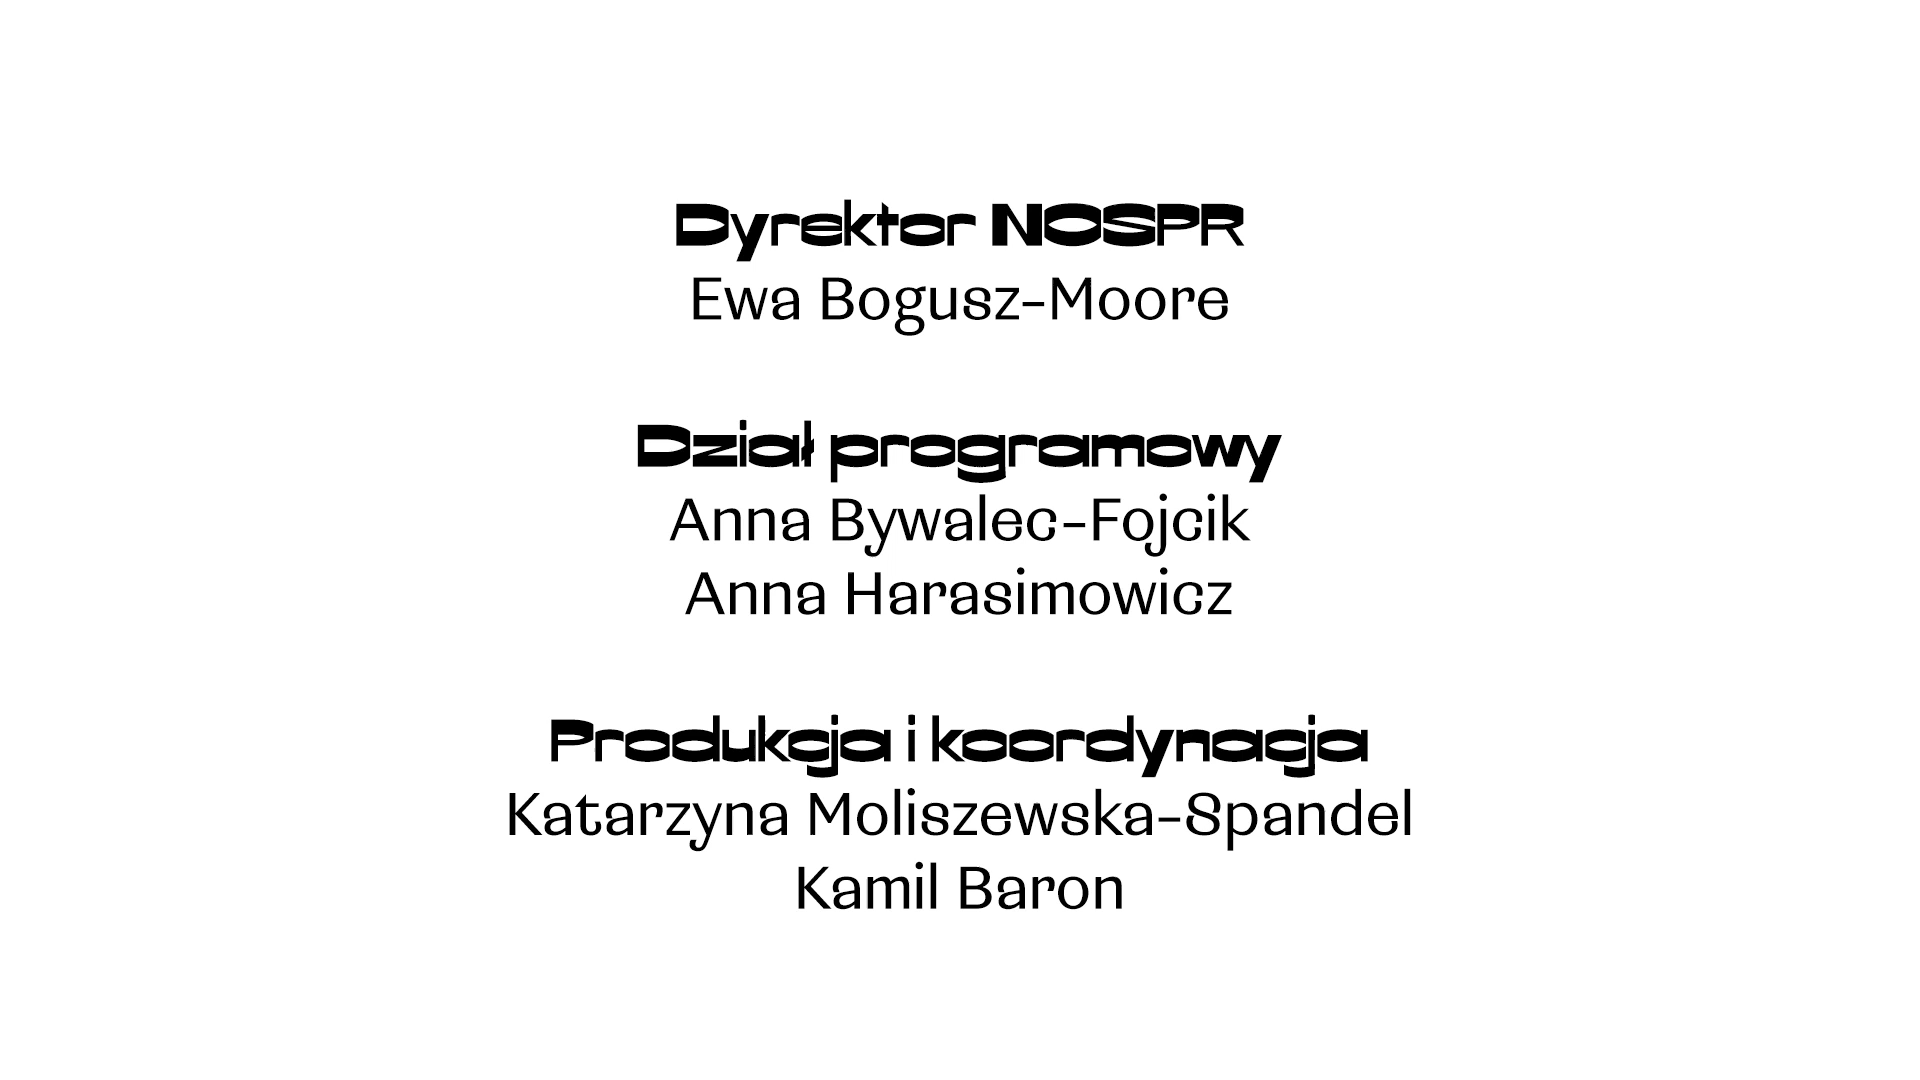 Dyrektor NOSPR
Ewa Bogusz-Moore
Dział programowy
Anna Bywalec-Fojcik
Anna Harasimowicz
Produkcja i koordynacja
Katarzyna Moliszewska-Spandel
Kamil Baron